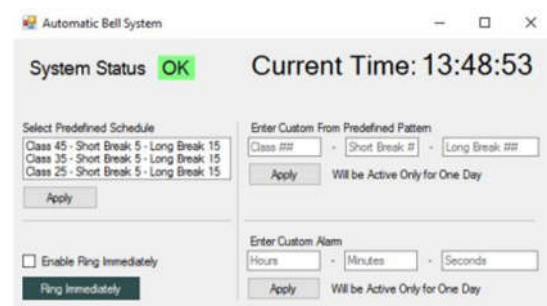 Automatic Bell System
System Status OK
Current Time: 13:48:53
Select Predefined Schedule
Class 45 - Short Break 5 - Long Break 15
Class 35 - Short Break 5 - Long Break 15
Class 25 - Short Break 5 - Long Break 15
Apply
Enter Custom From Predefined Pattern
Class ## - Short Break # - Long Break ##
Apply Will be Active Only for One Day
Enable Ring Immediately
Ring Immediately
Enter Custom Alarm
Hours - Minutes - Seconds
Apply Will be Active Only for One Day